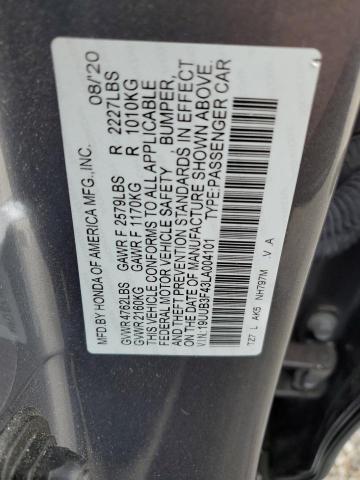 MFD.BY HONDA OF AMERICA MFG.,INC. 08/'20
GVWR 4762LBS GAWR F 2579LBS R 2227LBS
GVWR 2160KG GAWR F 1170KG R 1010KG
THIS VEHICLE CONFORMS TO ALL APPLICABLE
FEDERAL MOTOR VEHICLE SAFETY BUMPER,
AND THEFT PREVENTION STANDARDS IN EFFECT
ON THE DATE OF MANUFACTURE SHOWN ABOVE.
V.I.N.:19UUB3F43LA004101 TYPE:PASSENGER CAR
TZ7 L AK5 NH797M V A